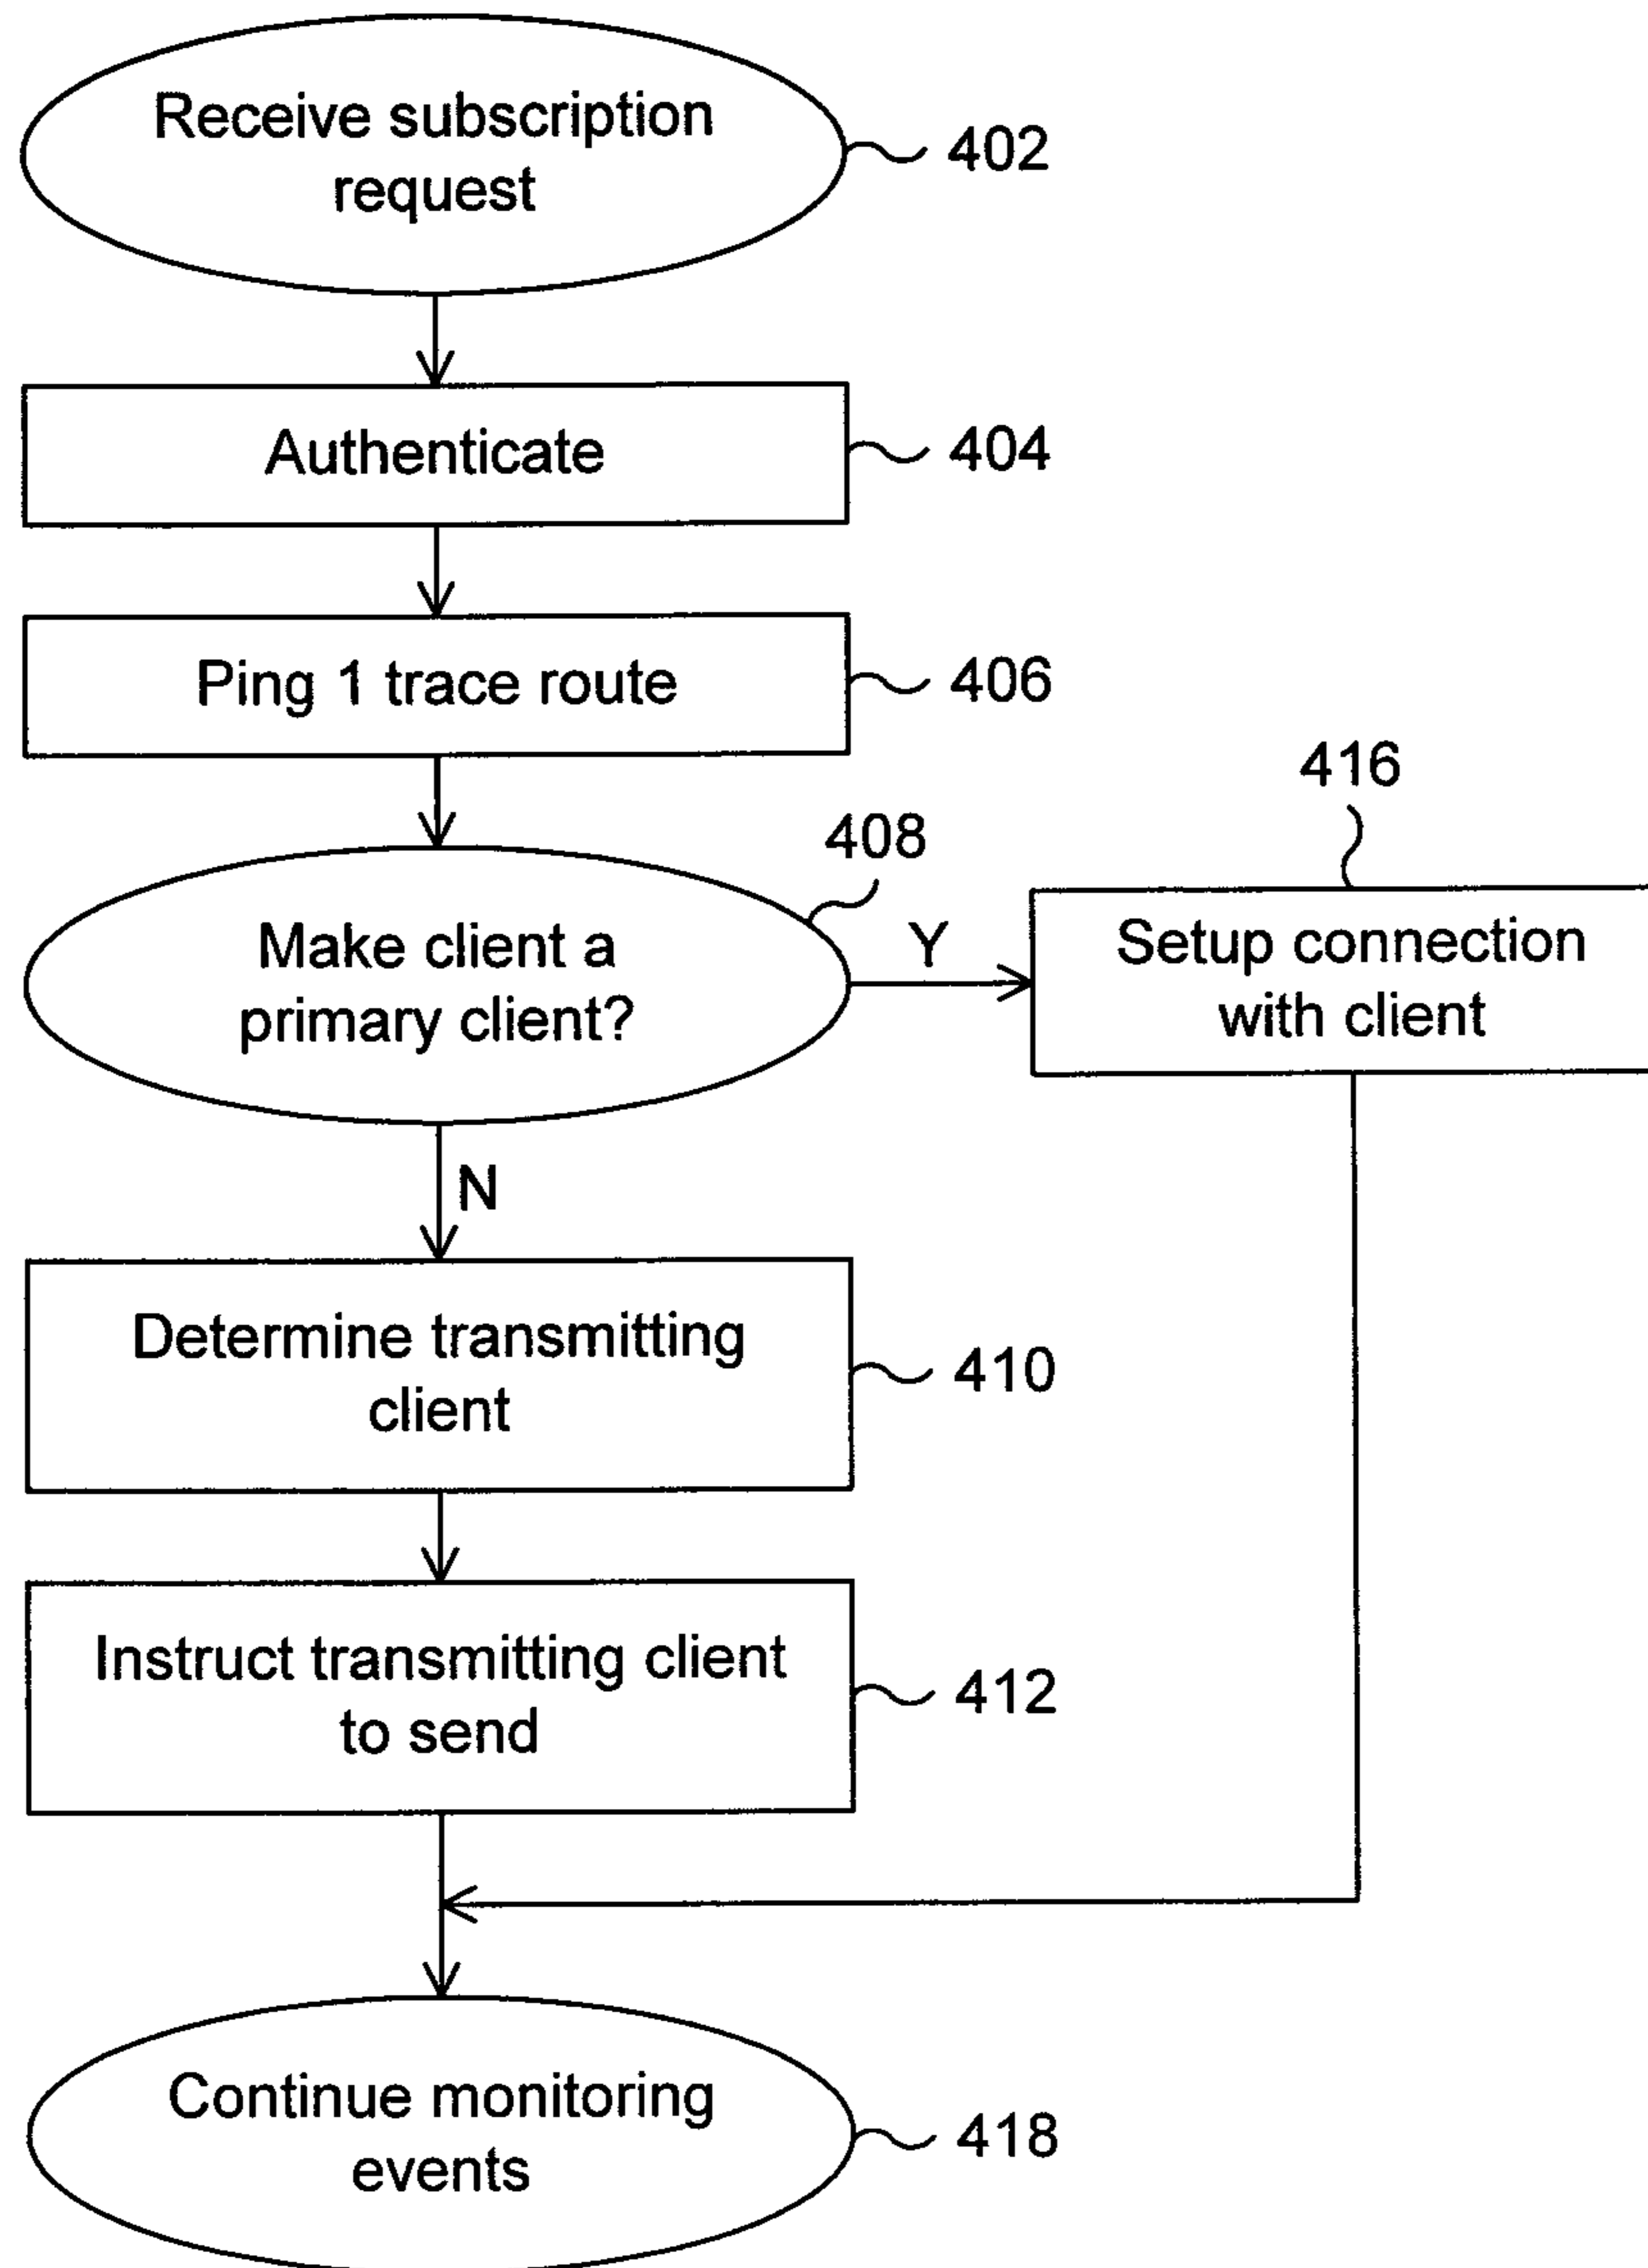 Receive subscription
request
402
Authenticate
404
Ping 1 trace route
406
416
408
Make client a
primary client?
Y
Setup connection
with client
N
Determine transmitting
client
410
Instruct transmitting client
to send
412
Continue monitoring
events
418